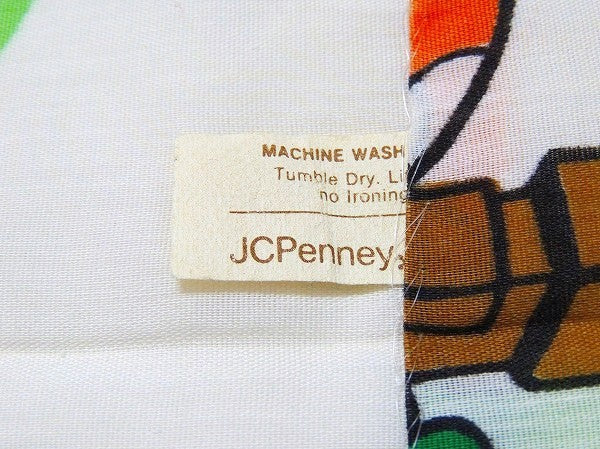 MACHINE WASH
Tumble Dry. Li
no Ironing
JCPenney